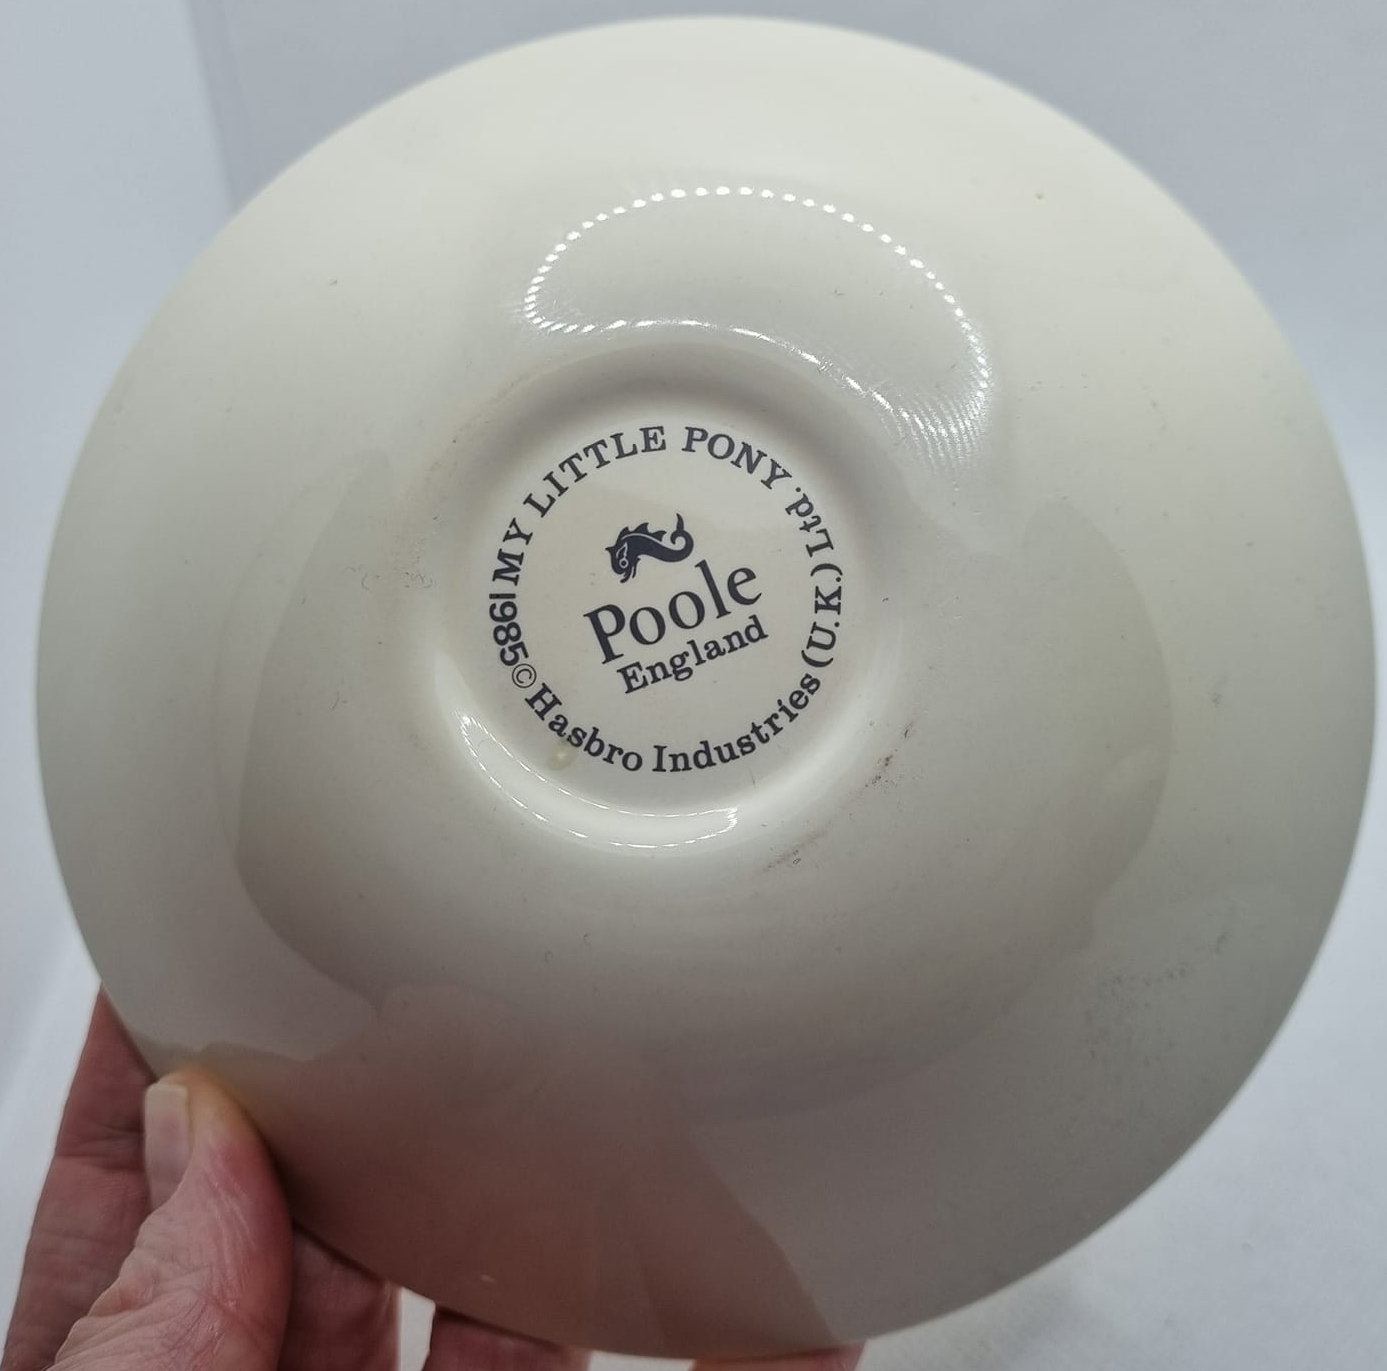 MY LITTLE PONY
Poole
England
1985© Hasbro Industries (U.K.) Ltd.